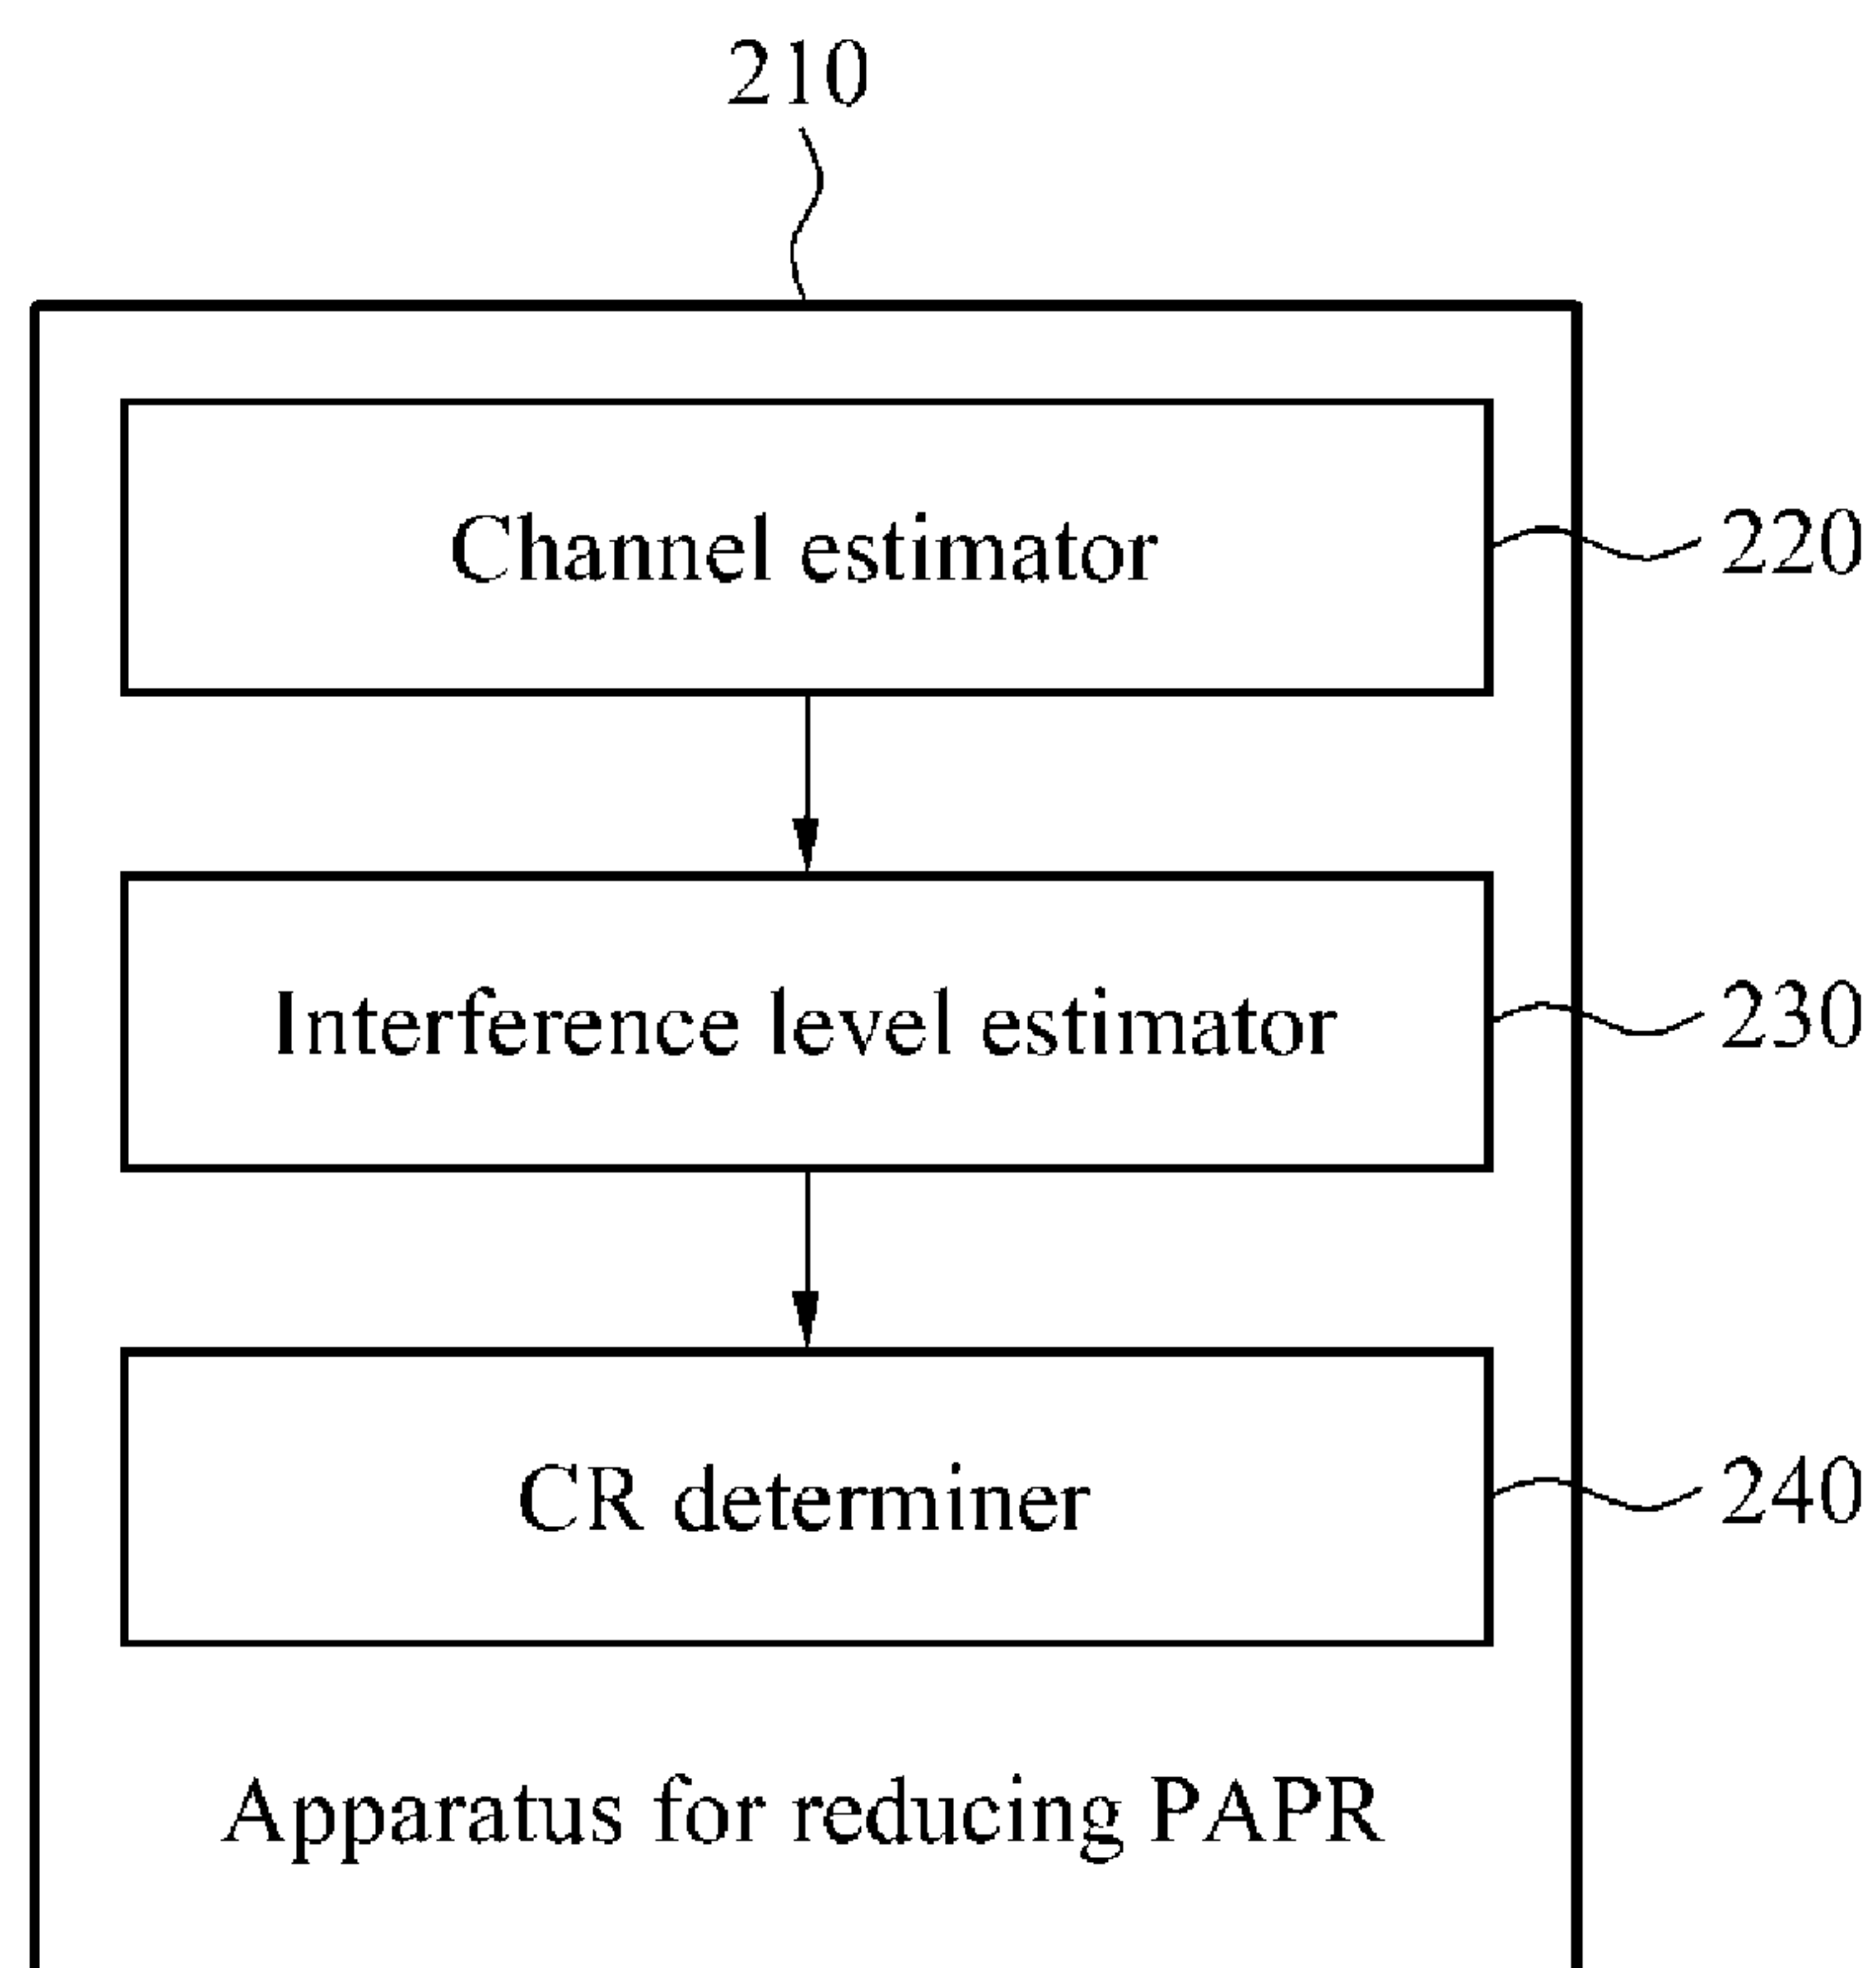 210
Channel estimator
220
Interference level estimator
230
CR determiner
240
Apparatus for reducing PAPR